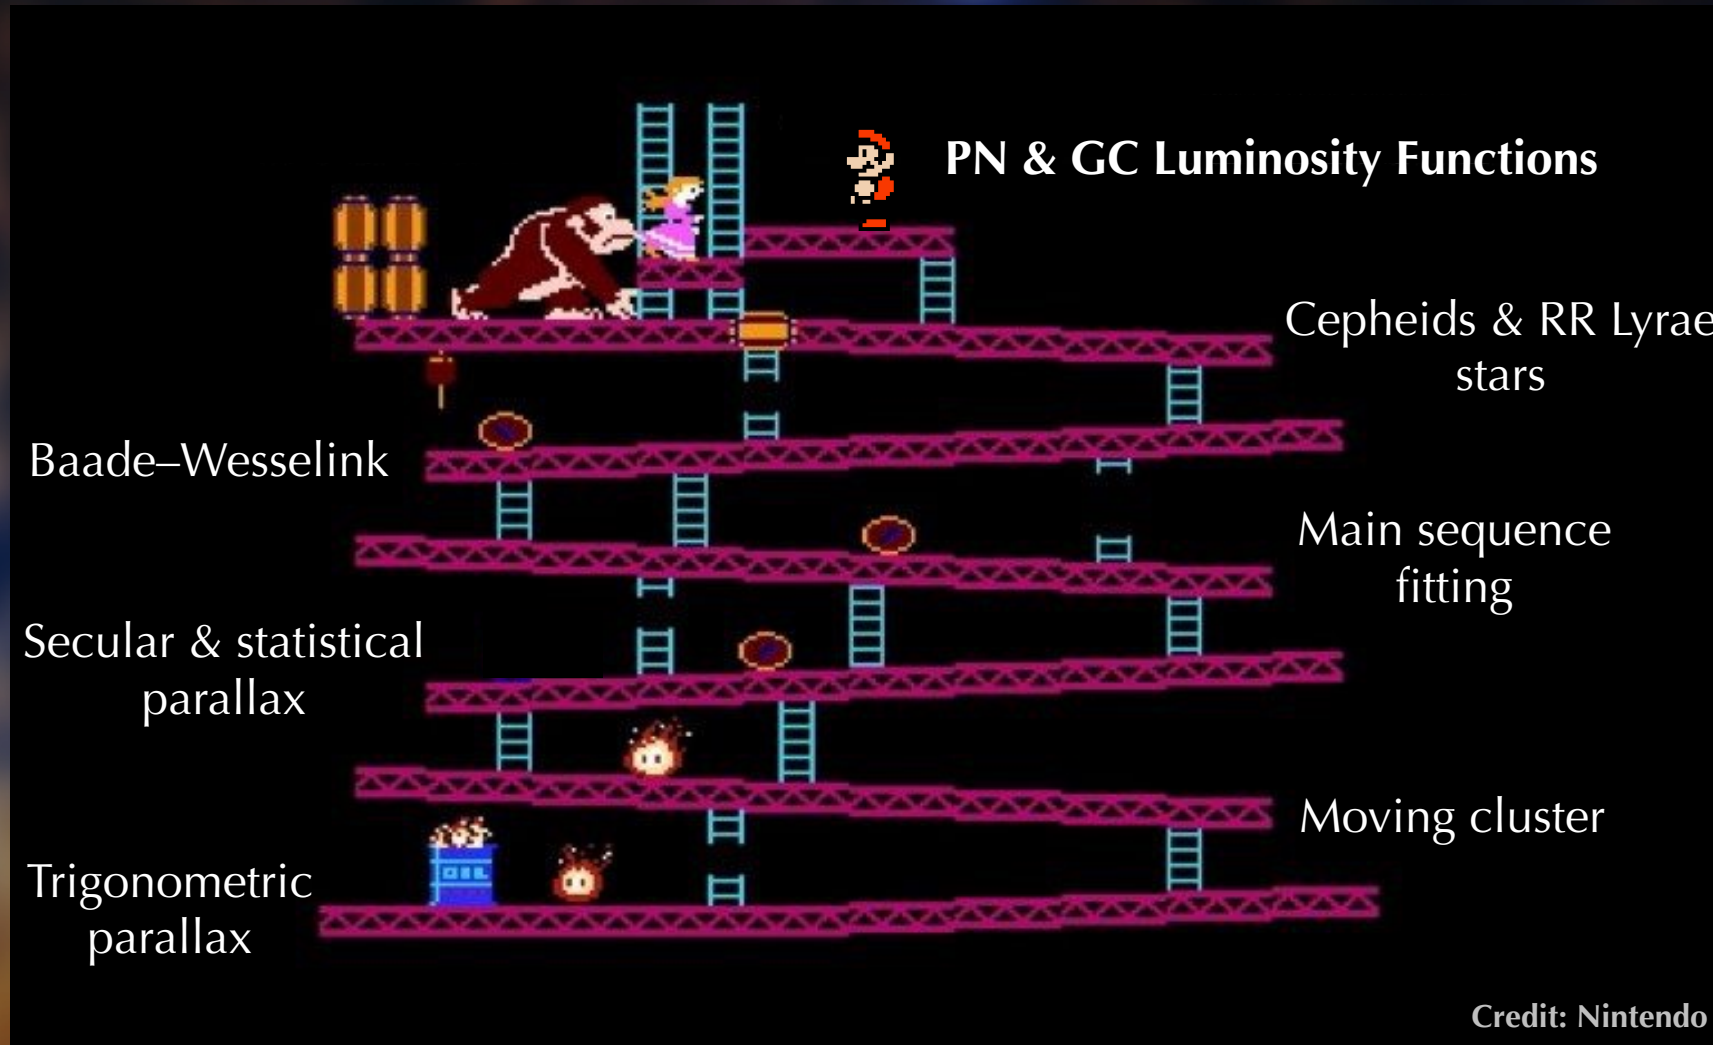 PN & GC Luminosity Functions
Cepheids & RR Lyrae
stars
Baade–Wesselink
Main sequence
fitting
Secular & statistical
parallax
Moving cluster
OIL
Trigonometric
parallax
Credit: Nintendo